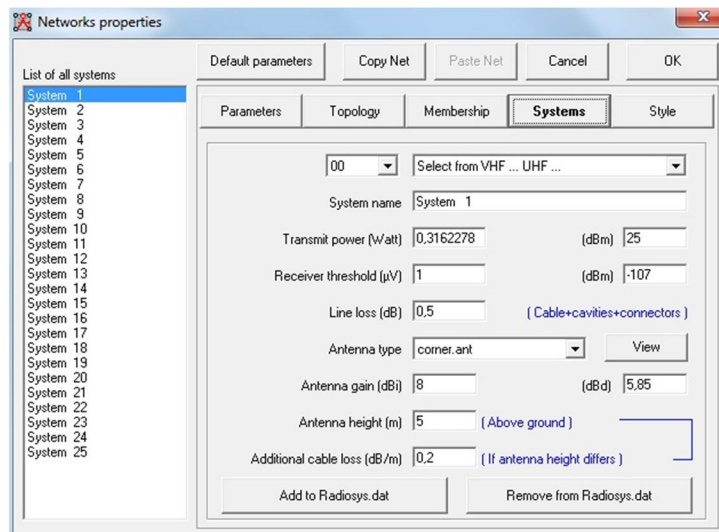 Networks properties
Default parameters Copy Net Paste Net Cancel OK
List of all systems
System 1
System 2
System 3
System 4
System 5
System 6
System 7
System 8
System 9
System 10
System 11
System 12
System 13
System 14
System 15
System 16
System 17
System 18
System 19
System 20
System 21
System 22
System 23
System 24
System 25
Parameters Topology Membership Systems Style
00 Select from VHF ... UHF ...
System name System 1
Transmit power (Watt) 0,3162278 (dBm) 25
Receiver threshold (µV) 1 (dBm) -107
Line loss (dB) 0,5 ( Cable+cavities+connectors )
Antenna type corner.ant View
Antenna gain (dBi) 8 (dBd) 5,85
Antenna height (m) 5 ( Above ground )
Additional cable loss (dB/m) 0,2 ( If antenna height differs )
Add to Radiosys.dat Remove from Radiosys.dat